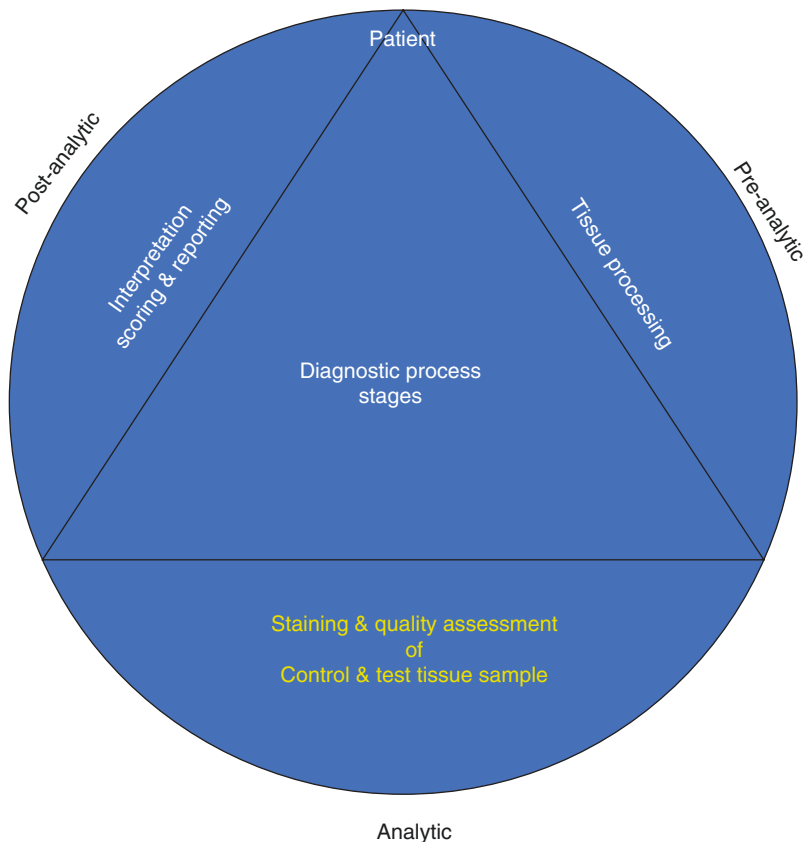 Patient
Post-analytic
Pre-analytic
Interpretation
scoring & reporting
Tissue processing
Diagnostic process
stages
Staining & quality assessment
of
Control & test tissue sample
Analytic